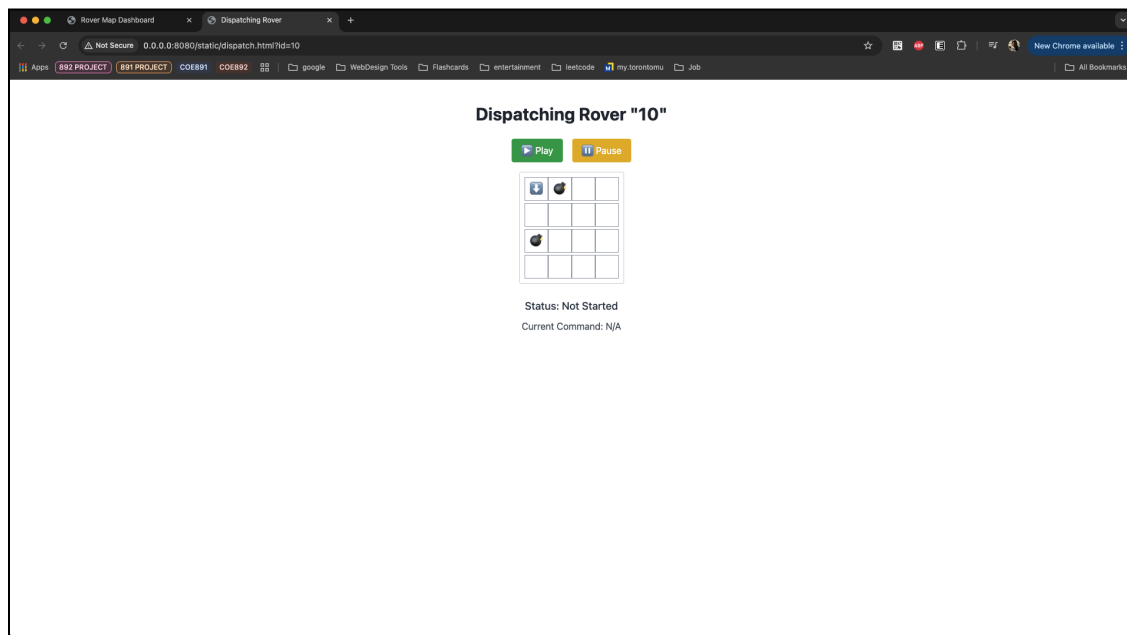 Rover Map Dashboard
Dispatching Rover
Not Secure 0.0.0.0:8080/static/dispatch.html?id=10
ABP
New Chrome available
Apps 892 PROJECT 891 PROJECT COE891 COE892 google WebDesign Tools Flashcards entertainment leetcode my.torontomu Job All Bookmarks
Dispatching Rover "10"
Play Pause
Status: Not Started
Current Command: N/A